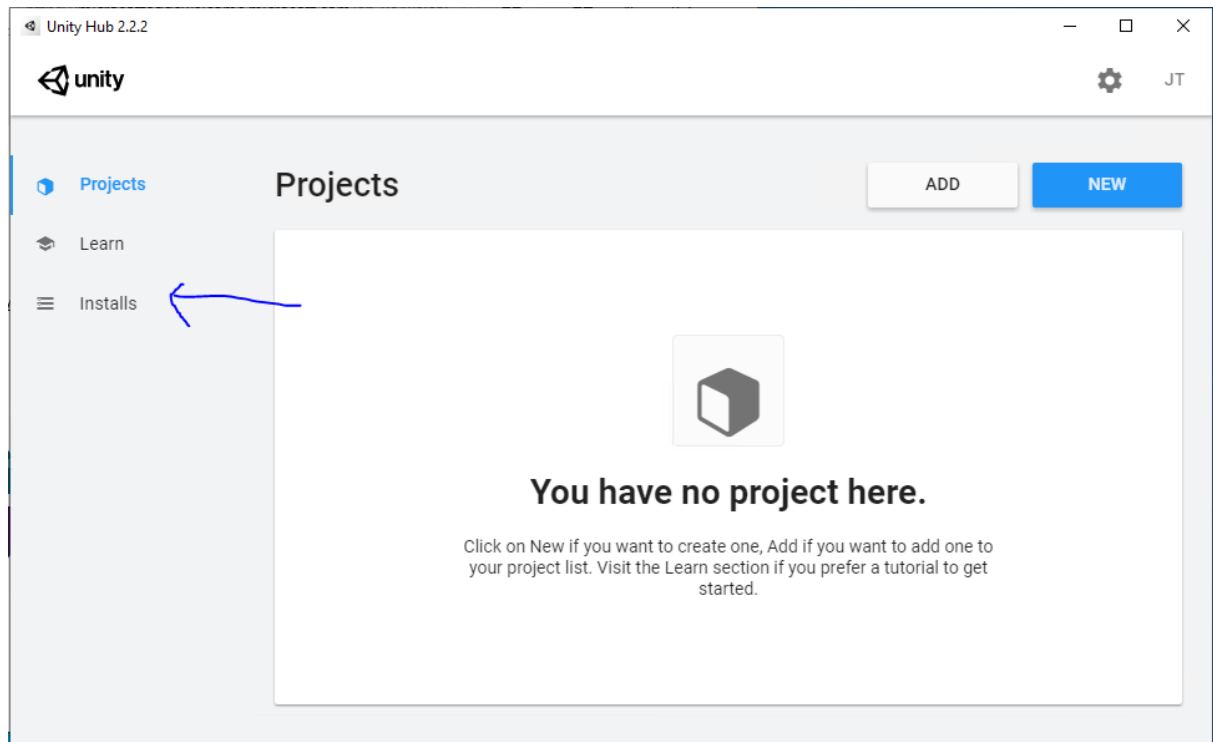 Unity Hub 2.2.2
unity
JT
Projects
Learn
Installs
Projects
ADD
NEW
You have no project here.
Click on New if you want to create one, Add if you want to add one to
your project list. Visit the Learn section if you prefer a tutorial to get
started.